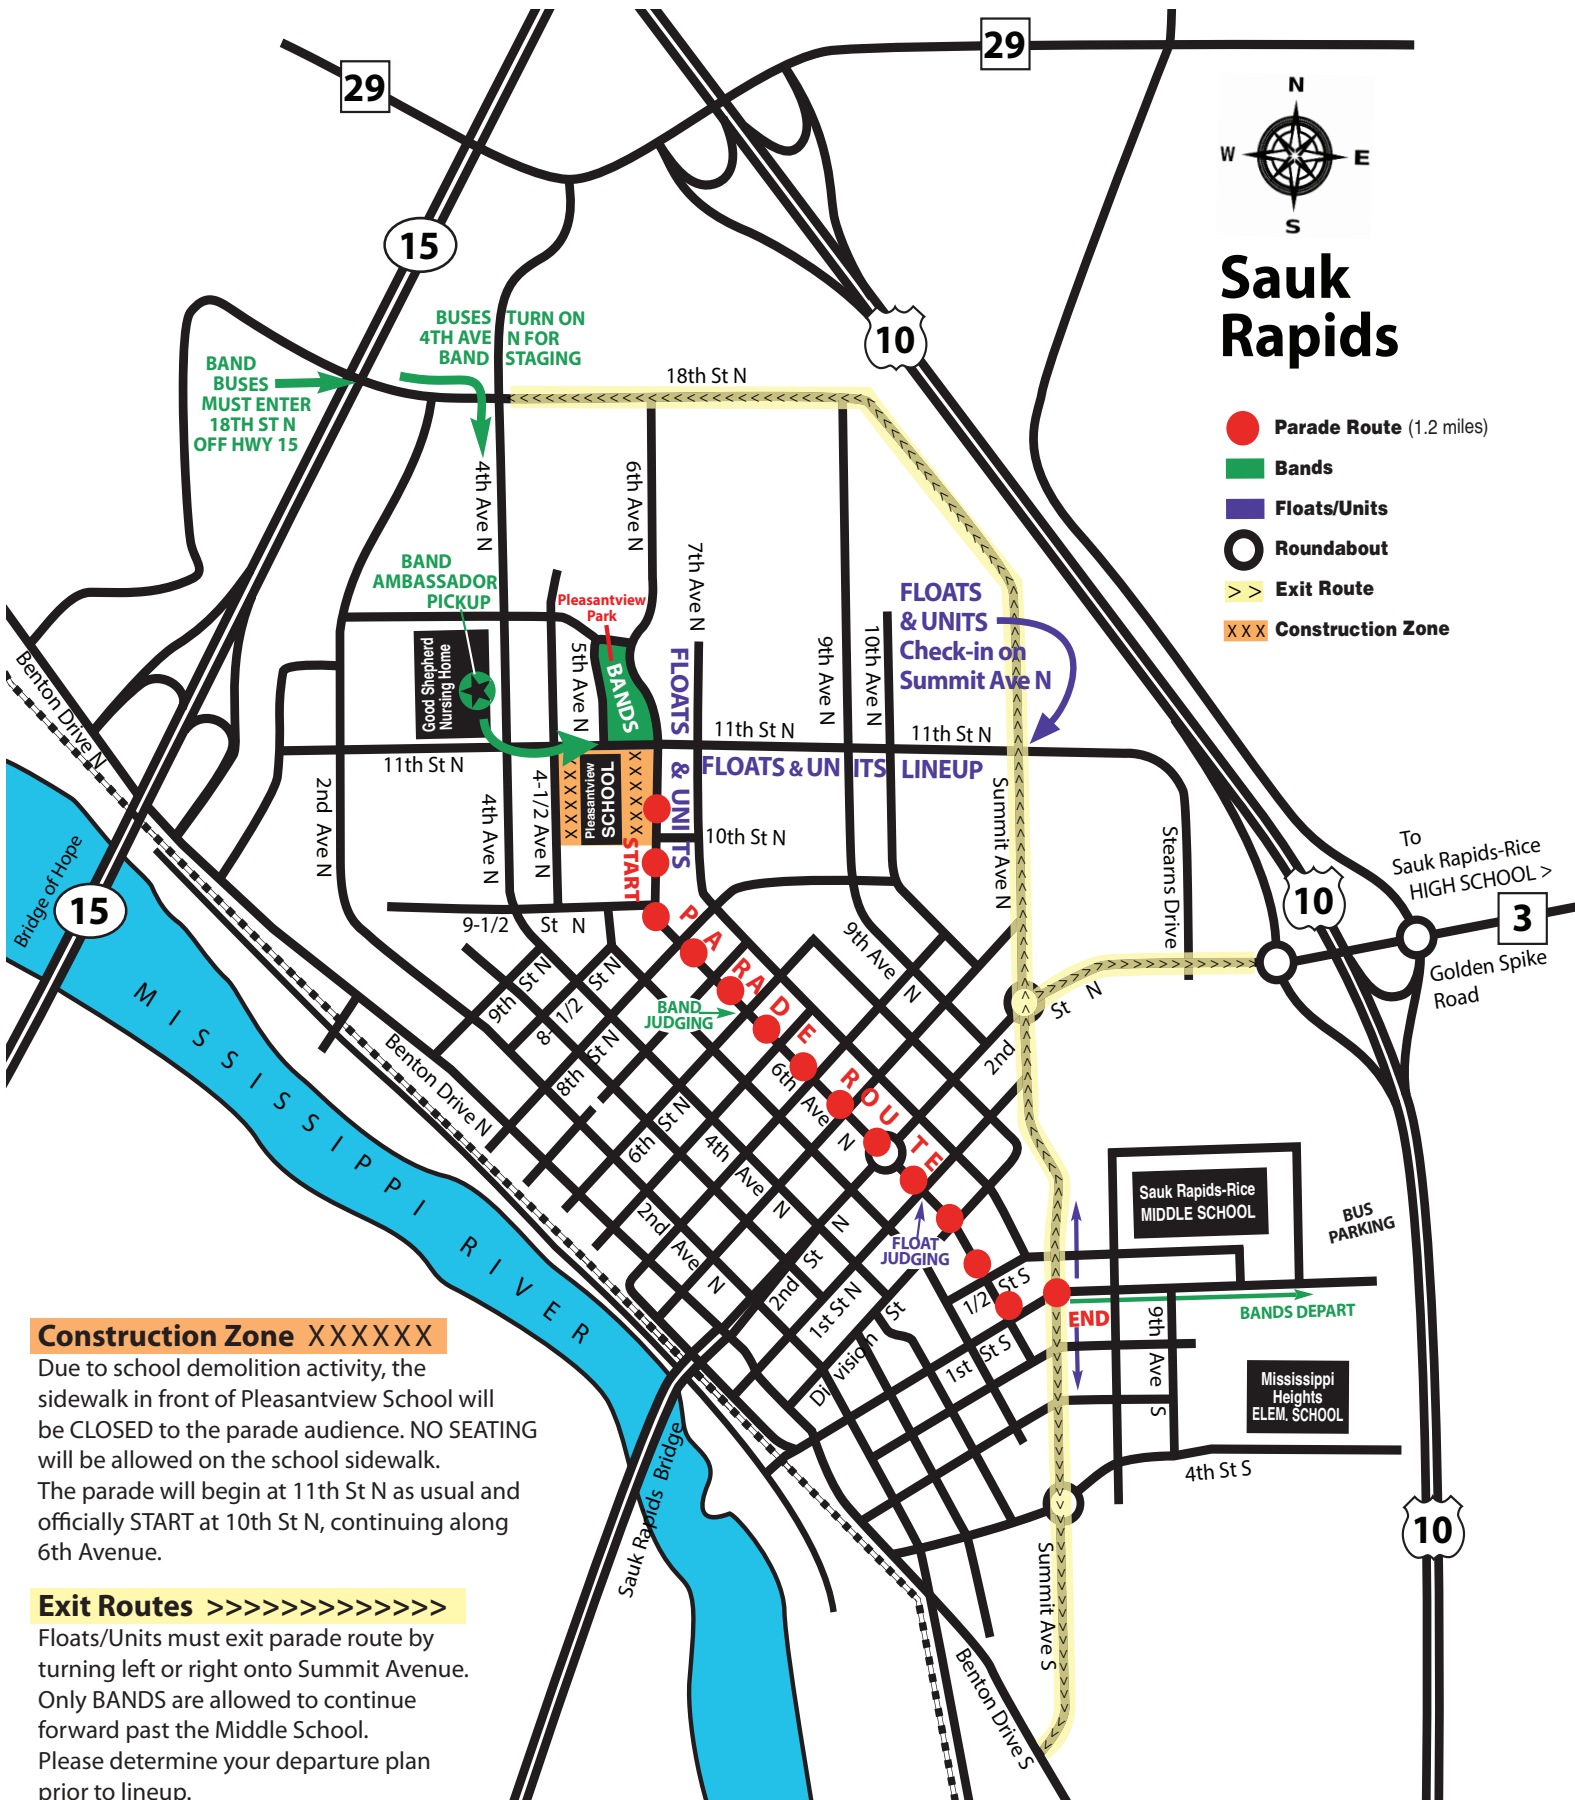 29
29
15
10
N
W
E
S
Sauk
Rapids
Parade Route (1.2 miles)
Bands
Floats/Units
Roundabout
> > Exit Route
X X X Construction Zone
BUSES TURN ON
4TH AVE N FOR
BAND STAGING
BAND
BUSES
MUST ENTER
18TH ST N
OFF HWY 15
18th St N
4th Ave N
6th Ave N
7th Ave N
BAND
AMBASSADOR
PICKUP
Pleasantview
Park
FLOATS
& UNITS
Check-in on
Summit Ave N
Good Shepherd
Nursing Home
5th Ave N
BANDS
FLOATS & UNITS
9th Ave N
10th Ave N
Benton Drive N
11th St N
11th St N
11th St N
FLOATS & UNITS LINEUP
2nd Ave N
4th Ave N
4-1/2 Ave N
XXXXXX
Pleasantview
SCHOOL
XXXXXX
10th St N
START
Summit Ave N
Stearns Drive
To
Sauk Rapids-Rice
HIGH SCHOOL >
10
3
Golden Spike
Road
Bridge of Hope
15
9-1/2 St N
PARADE ROUTE
9th Ave N
9th St N
8-1/2 St N
8th St N
BAND
JUDGING
2nd St N
MISSISSIPPI RIVER
Benton Drive N
6th Ave N
6th St N
4th Ave N
2nd Ave N
2nd St N
1st St N
Division St
FLOAT
JUDGING
1/2 St S
1st St S
Sauk Rapids-Rice
MIDDLE SCHOOL
BUS
PARKING
END
BANDS DEPART
9th Ave S
Mississippi
Heights
ELEM. SCHOOL
4th St S
10
Sauk Rapids Bridge
Summit Ave S
Benton Drive S
Construction Zone XXXXXX
Due to school demolition activity, the
sidewalk in front of Pleasantview School will
be CLOSED to the parade audience. NO SEATING
will be allowed on the school sidewalk.
The parade will begin at 11th St N as usual and
officially START at 10th St N, continuing along
6th Avenue.
Exit Routes >>>>>>>>>>>>>
Floats/Units must exit parade route by
turning left or right onto Summit Avenue.
Only BANDS are allowed to continue
forward past the Middle School.
Please determine your departure plan
prior to lineup.